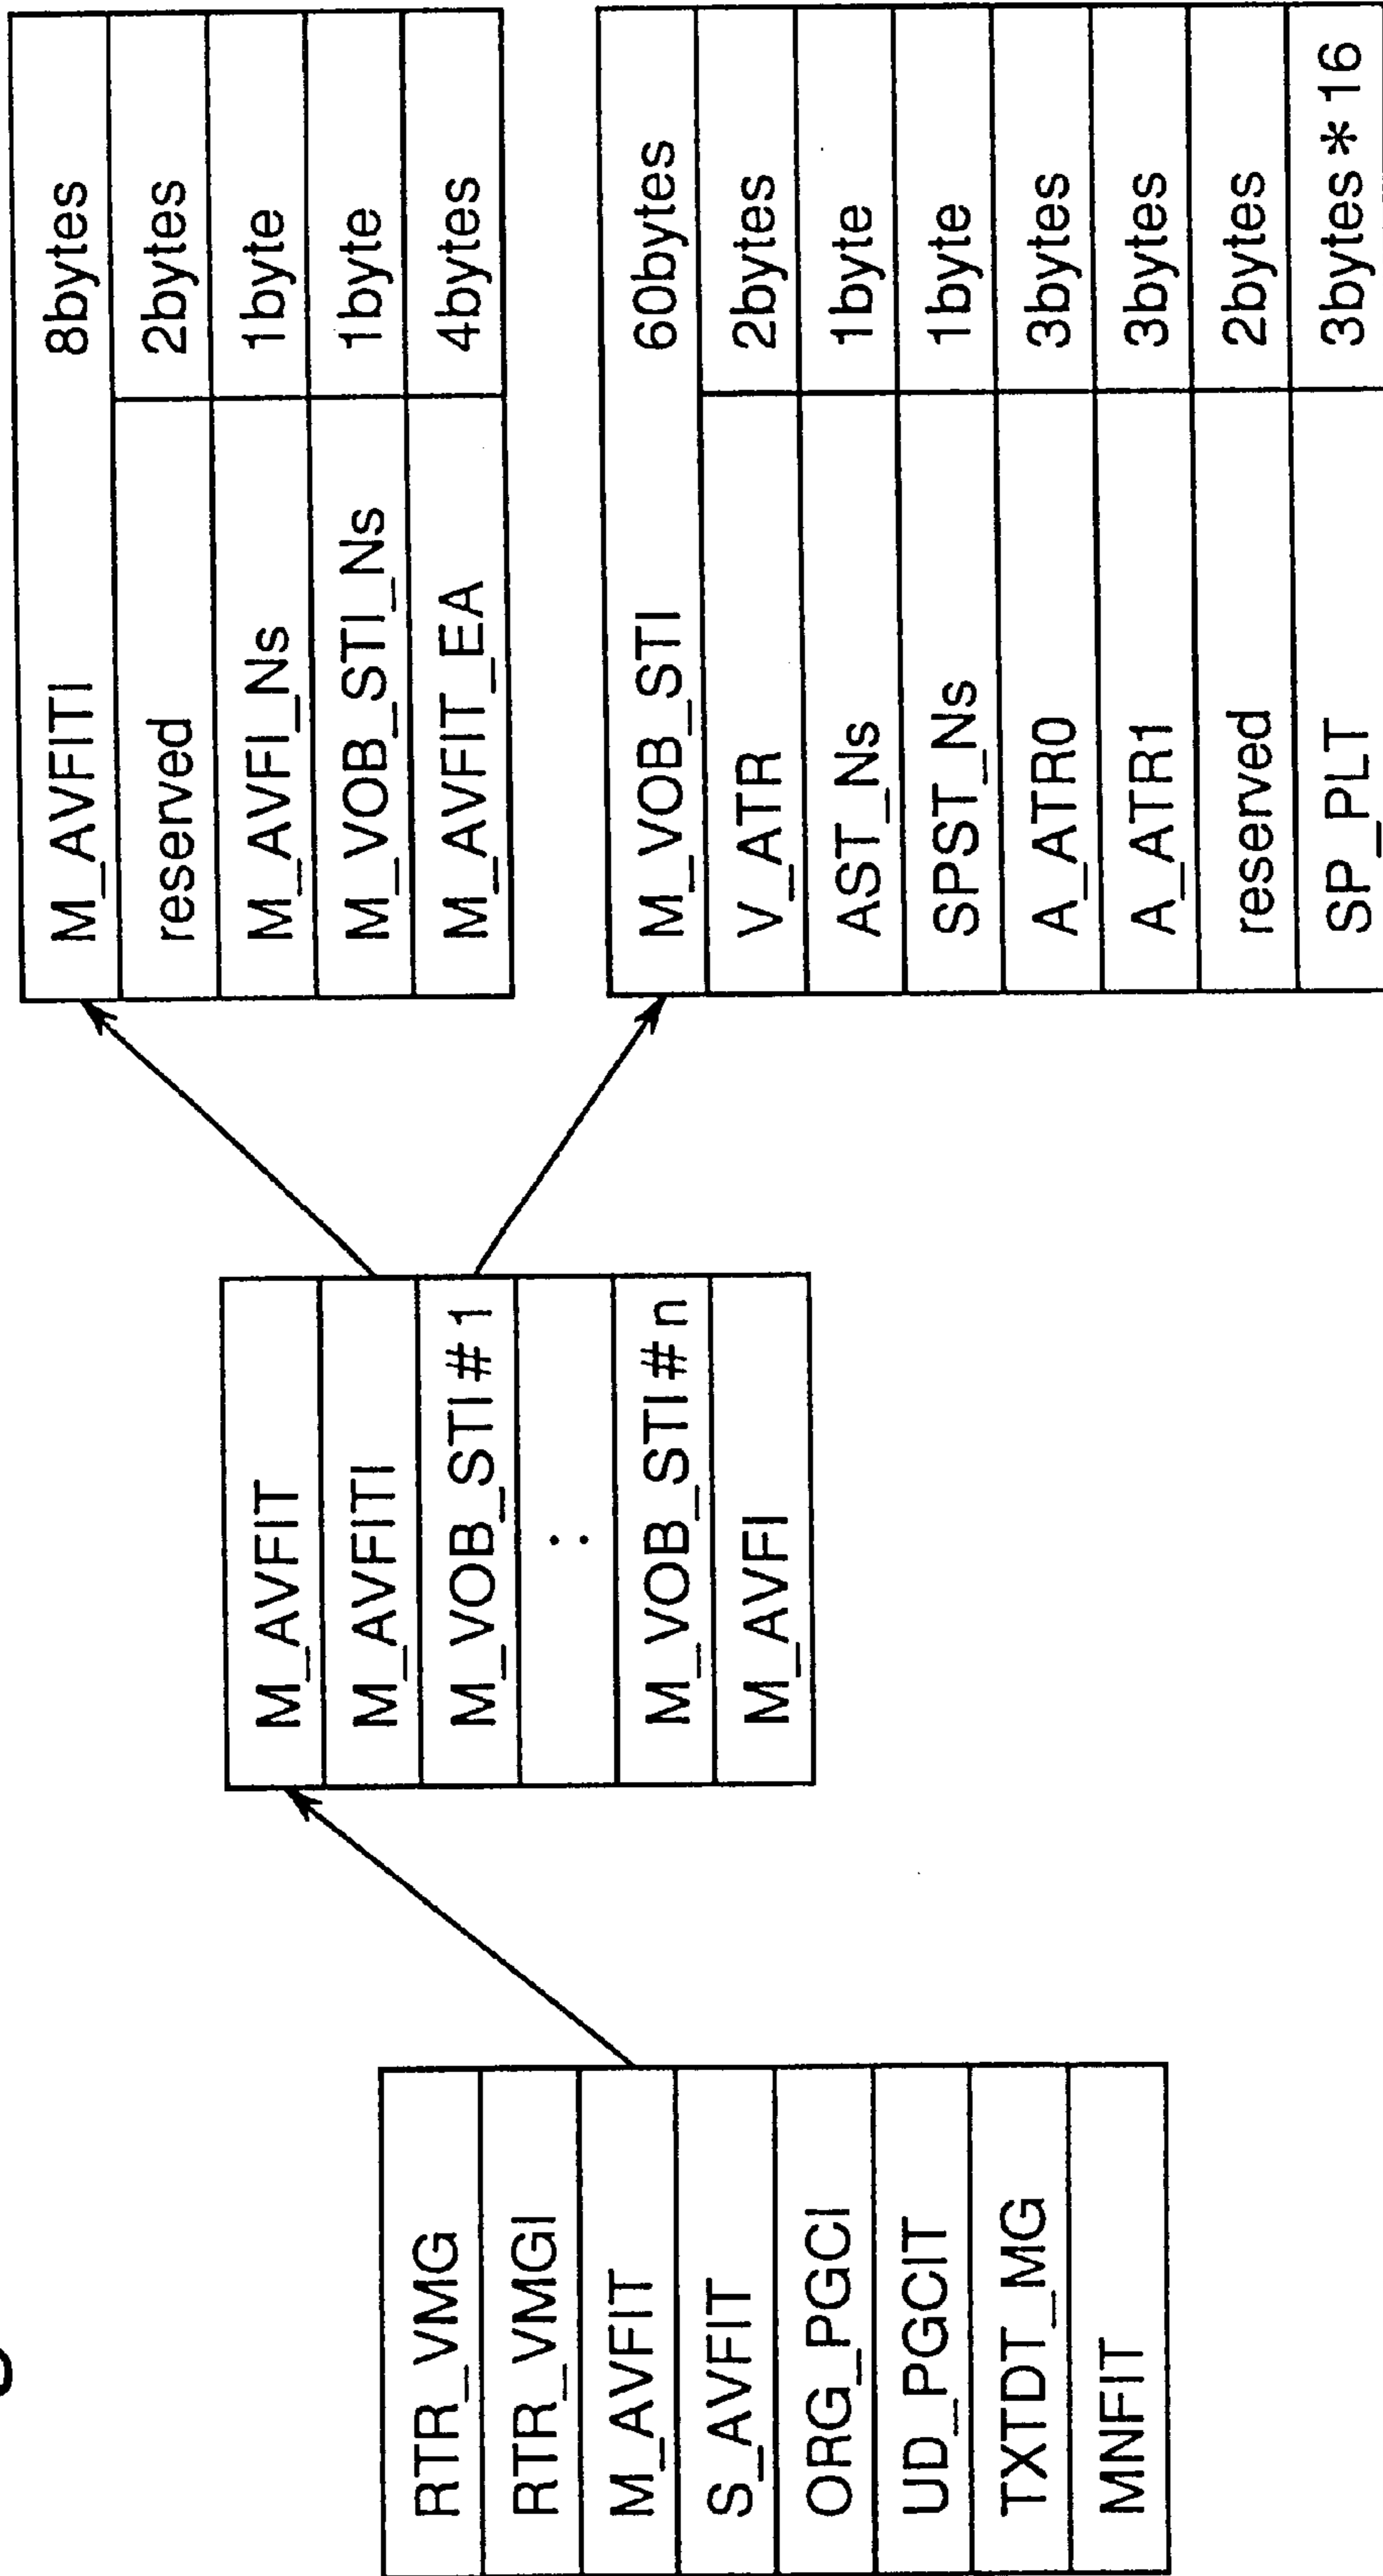 RTR_VMG
RTR_VMGI
M_AVFIT
S_AVFIT
ORG_PGCI
UD_PGCIT
TXTDT_MG
MNFIT
M_AVFIT
M_AVFITI
M_VOB_STI#1
:
M_VOB_STI#n
M_AVFI
M_AVFITI 8bytes
reserved 2bytes
M_AVFI_Ns 1byte
M_VOB_STI_Ns 1byte
M_AVFIT_EA 4bytes
M_VOB_STI 60bytes
V_ATR 2bytes
AST_Ns 1byte
SPST_Ns 1byte
A_ATR0 3bytes
A_ATR1 3bytes
reserved 2bytes
SP_PLT 3bytes*16